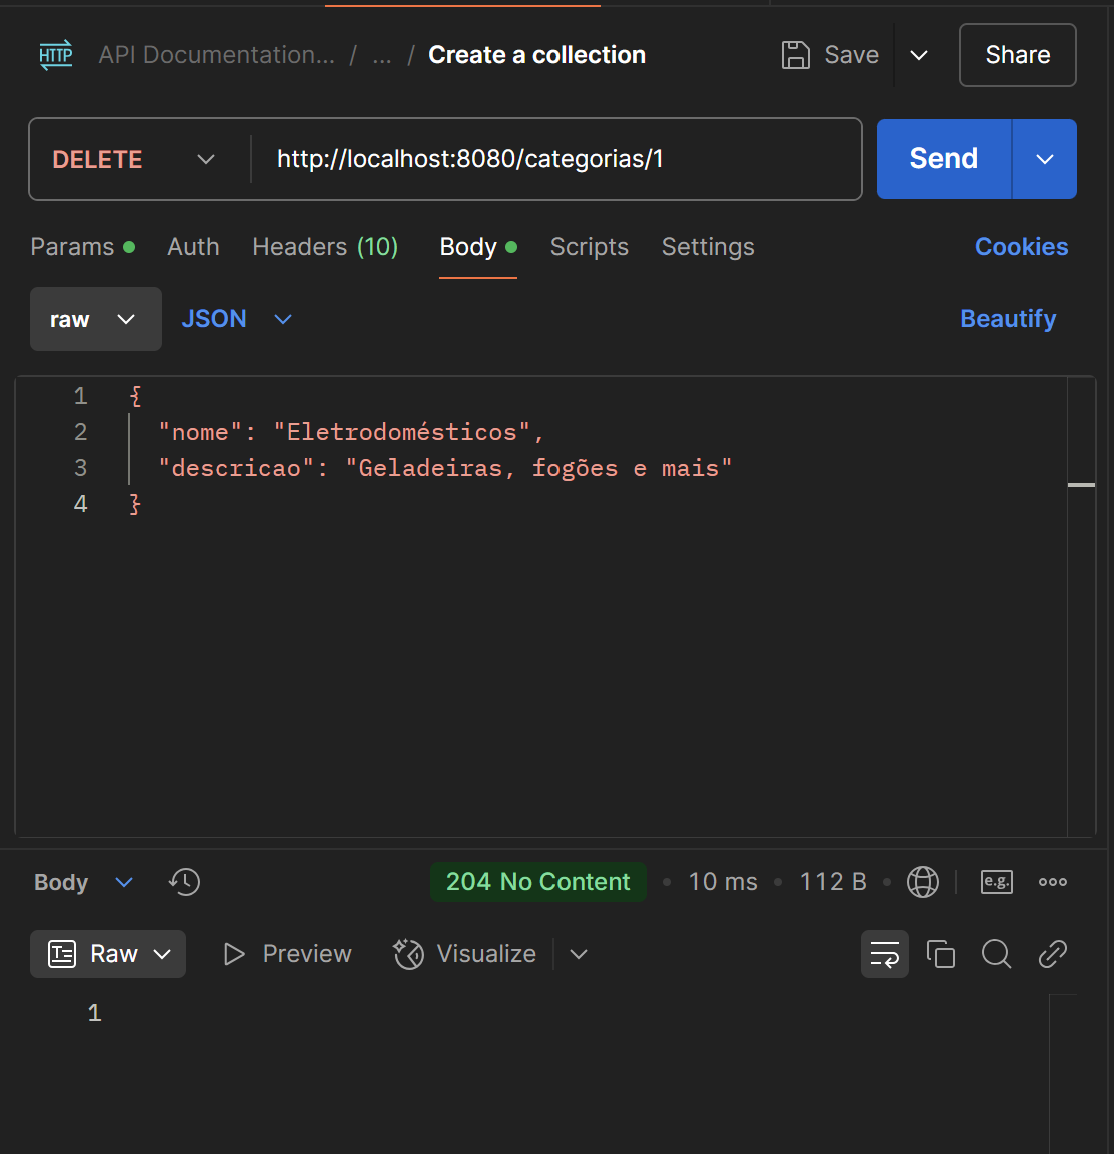 HTTP API Documentation... / ... / Create a collection Save Share
DELETE http://localhost:8080/categorias/1 Send
Params Auth Headers (10) Body Scripts Settings Cookies
raw JSON Beautify
1 {
2 "nome": "Eletrodomésticos",
3 "descricao": "Geladeiras, fogões e mais"
4 }
Body 204 No Content • 10 ms • 112 B • e.g.
Raw Preview Visualize
1